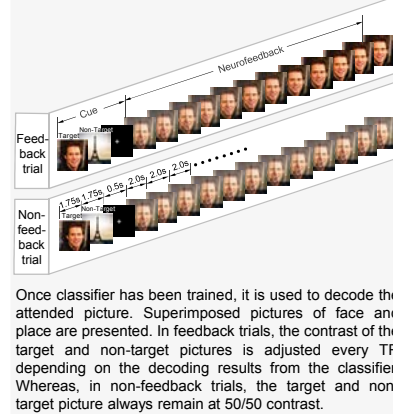 Neurofeedback
Cue
Target
Non-Target
Feed-
back
trial
1.75s 1.75s 0.5s 2.0s 2.0s 2.0s
Target
Non-Target
Non-
feed-
back
trial
Once classifier has been trained, it is used to decode the
attended picture. Superimposed pictures of face and
place are presented. In feedback trials, the contrast of the
target and non-target pictures is adjusted every TR
depending on the decoding results from the classifier.
Whereas, in non-feedback trials, the target and non-
target picture always remain at 50/50 contrast.